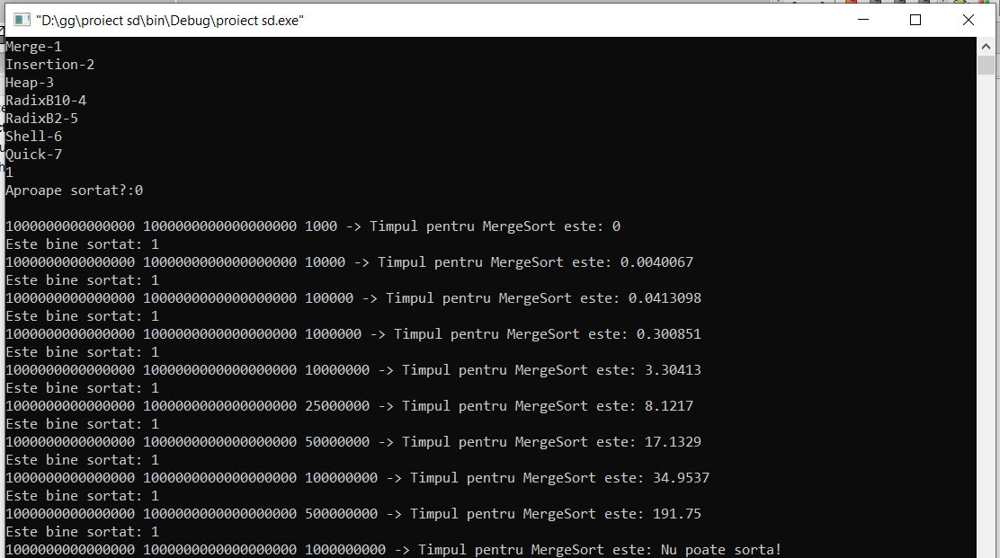 "D:\gg\proiect sd\bin\Debug\proiect sd.exe"
Merge-1
Insertion-2
Heap-3
RadixB10-4
RadixB2-5
Shell-6
Quick-7
1
Aproape sortat?:0
1000000000000000 1000000000000000000 1000 -> Timpul pentru MergeSort este: 0
Este bine sortat: 1
1000000000000000 1000000000000000000 10000 -> Timpul pentru MergeSort este: 0.0040067
Este bine sortat: 1
1000000000000000 1000000000000000000 100000 -> Timpul pentru MergeSort este: 0.0413098
Este bine sortat: 1
1000000000000000 1000000000000000000 1000000 -> Timpul pentru MergeSort este: 0.300851
Este bine sortat: 1
1000000000000000 1000000000000000000 10000000 -> Timpul pentru MergeSort este: 3.30413
Este bine sortat: 1
1000000000000000 1000000000000000000 25000000 -> Timpul pentru MergeSort este: 8.1217
Este bine sortat: 1
1000000000000000 1000000000000000000 50000000 -> Timpul pentru MergeSort este: 17.1329
Este bine sortat: 1
1000000000000000 1000000000000000000 100000000 -> Timpul pentru MergeSort este: 34.9537
Este bine sortat: 1
1000000000000000 1000000000000000000 500000000 -> Timpul pentru MergeSort este: 191.75
Este bine sortat: 1
1000000000000000 1000000000000000000 1000000000 -> Timpul pentru MergeSort este: Nu poate sorta!